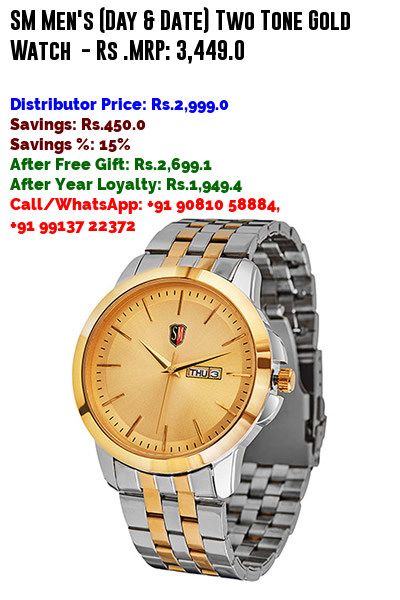 SM Men's (Day & Date) Two Tone Gold
Watch - Rs .MRP: 3,449.0
Distributor Price: Rs.2,999.0
Savings: Rs.450.0
Savings %: 15%
After Free Gift: Rs.2,699.1
After Year Loyalty: Rs.1,949.4
Call/WhatsApp: +91 90810 58884,
+91 99137 22372
SM
THU 3